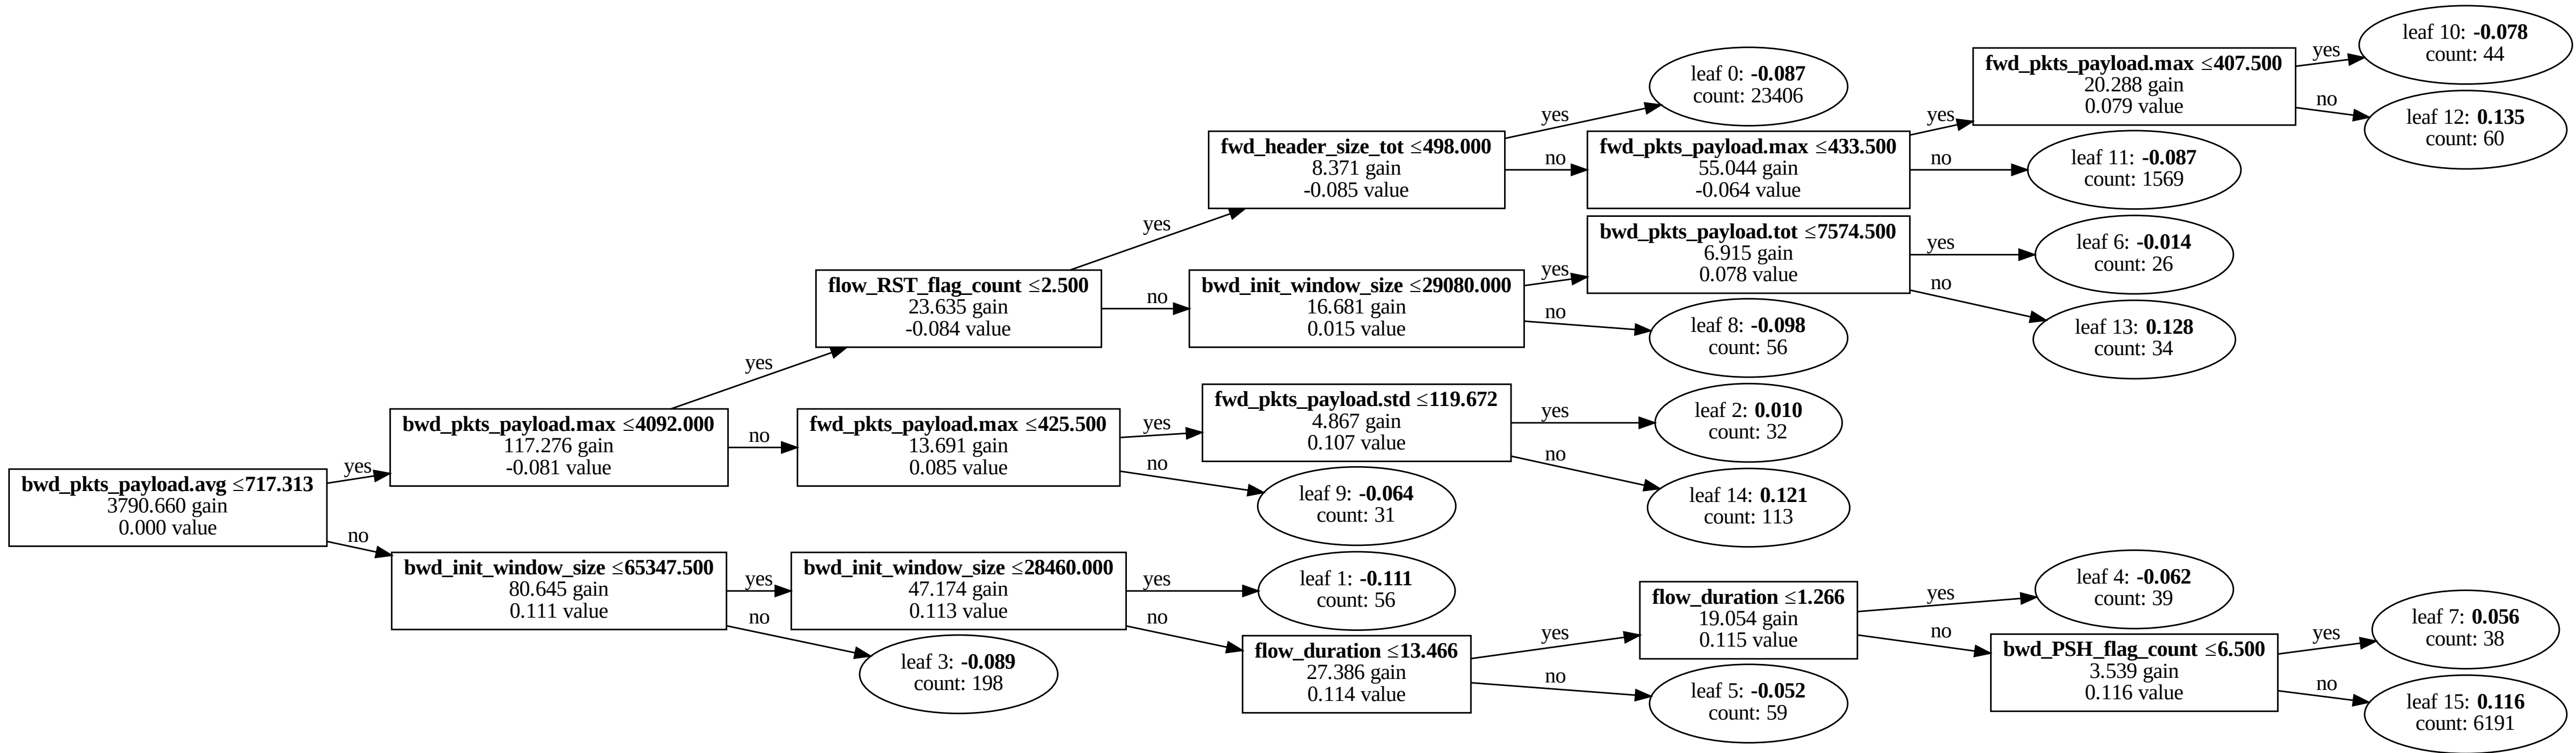 bwd_pkts_payload.avg ≤717.313
3790.660 gain
0.000 value
yes
no
bwd_pkts_payload.max ≤4092.000
117.276 gain
-0.081 value
yes
no
bwd_init_window_size ≤65347.500
80.645 gain
0.111 value
yes
no
flow_RST_flag_count ≤2.500
23.635 gain
-0.084 value
yes
no
fwd_pkts_payload.max ≤425.500
13.691 gain
0.085 value
yes
no
bwd_init_window_size ≤28460.000
47.174 gain
0.113 value
yes
no
leaf 3: -0.089
count: 198
fwd_header_size_tot ≤498.000
8.371 gain
-0.085 value
yes
no
bwd_init_window_size ≤29080.000
16.681 gain
0.015 value
yes
no
fwd_pkts_payload.std ≤119.672
4.867 gain
0.107 value
yes
no
leaf 9: -0.064
count: 31
leaf 1: -0.111
count: 56
flow_duration ≤13.466
27.386 gain
0.114 value
yes
no
leaf 0: -0.087
count: 23406
fwd_pkts_payload.max ≤433.500
55.044 gain
-0.064 value
yes
no
bwd_pkts_payload.tot ≤7574.500
6.915 gain
0.078 value
yes
no
leaf 8: -0.098
count: 56
leaf 2: 0.010
count: 32
leaf 14: 0.121
count: 113
flow_duration ≤1.266
19.054 gain
0.115 value
yes
no
leaf 5: -0.052
count: 59
fwd_pkts_payload.max ≤407.500
20.288 gain
0.079 value
yes
no
leaf 11: -0.087
count: 1569
leaf 6: -0.014
count: 26
leaf 13: 0.128
count: 34
leaf 4: -0.062
count: 39
bwd_PSH_flag_count ≤6.500
3.539 gain
0.116 value
yes
no
leaf 10: -0.078
count: 44
leaf 12: 0.135
count: 60
leaf 7: 0.056
count: 38
leaf 15: 0.116
count: 6191